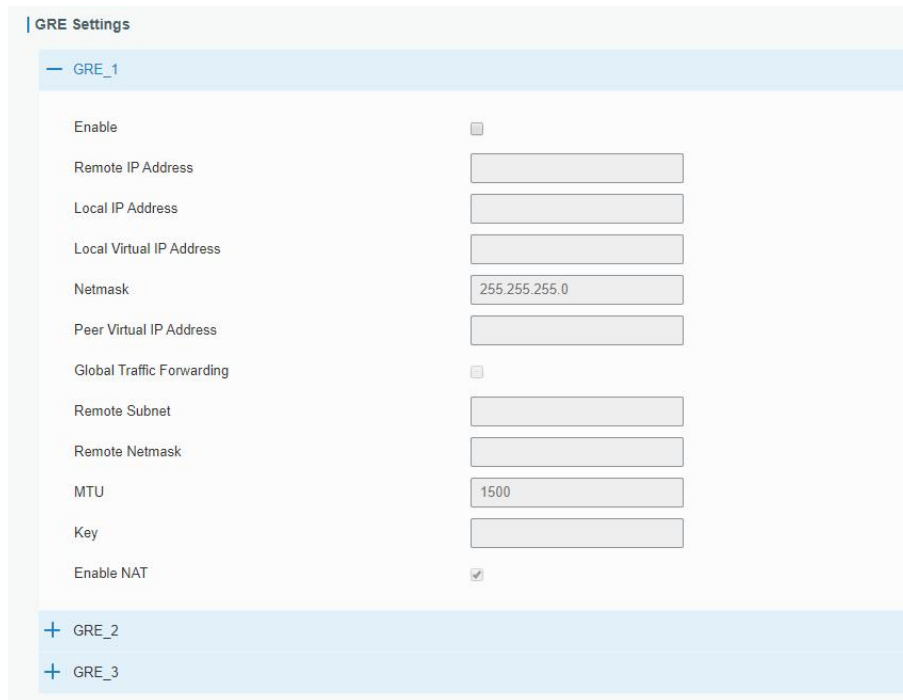 GRE Settings
GRE_1
Enable
Remote IP Address
Local IP Address
Local Virtual IP Address
Netmask 255.255.255.0
Peer Virtual IP Address
Global Traffic Forwarding
Remote Subnet
Remote Netmask
MTU 1500
Key
Enable NAT
GRE_2
GRE_3